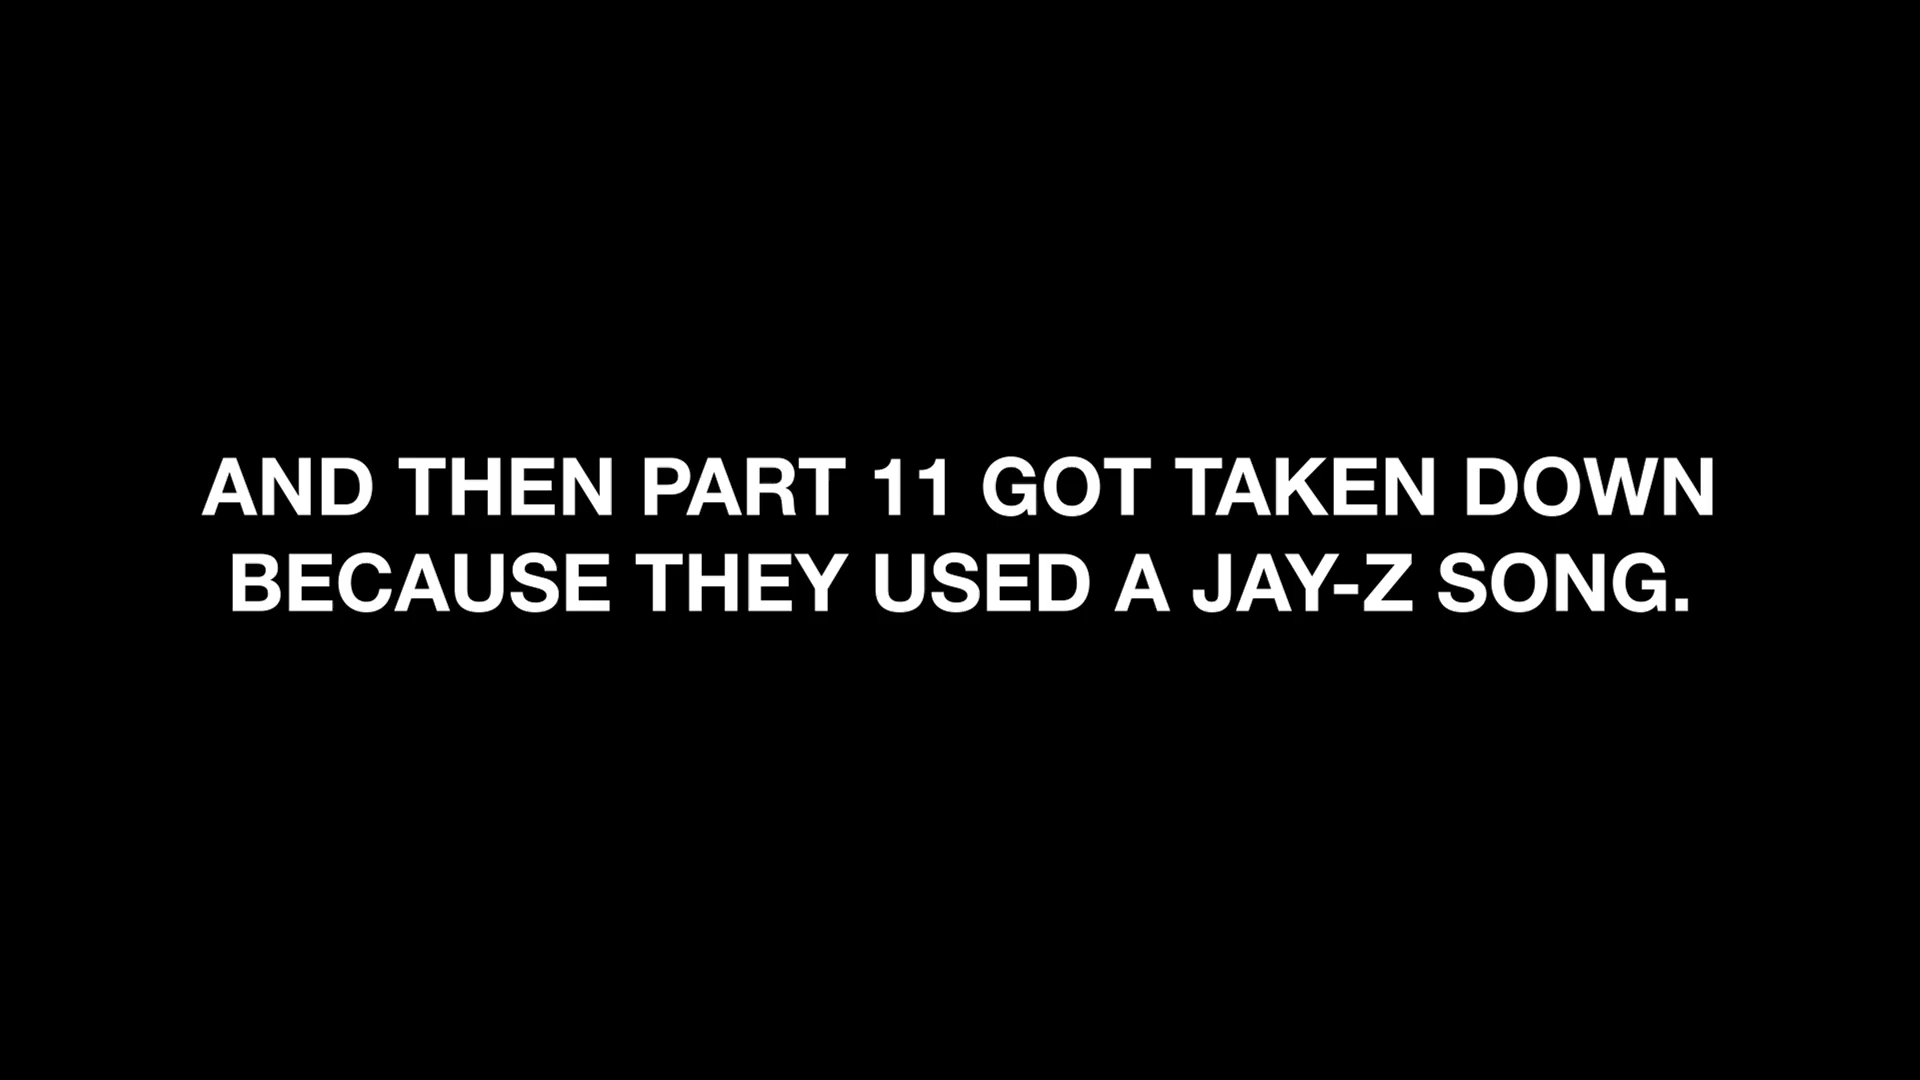 AND THEN PART 11 GOT TAKEN DOWN
BECAUSE THEY USED A JAY-Z SONG.